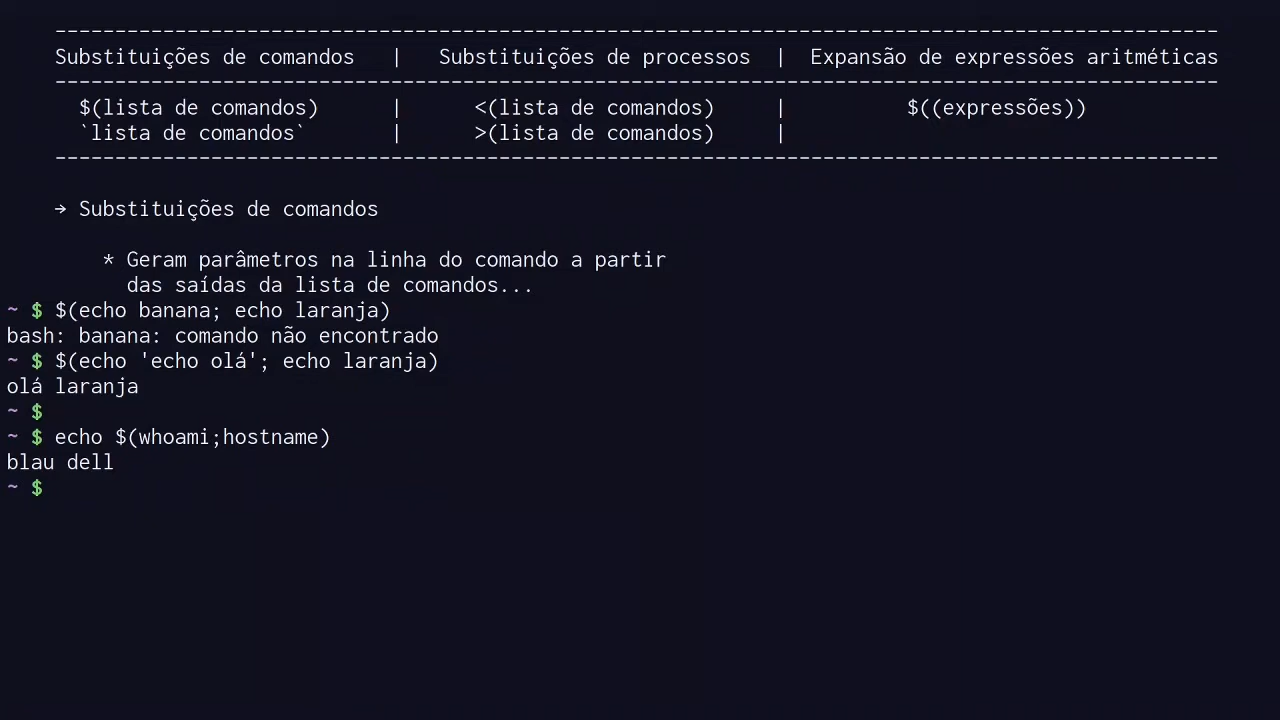 -------------------------------------------------------------------------------------------------
Substituições de comandos | Substituições de processos | Expansão de expressões aritméticas
-------------------------------------------------------------------------------------------------
$(lista de comandos) | <(lista de comandos) | $((expressões))
`lista de comandos` | >(lista de comandos) |
-------------------------------------------------------------------------------------------------
→ Substituições de comandos
* Geram parâmetros na linha do comando a partir
das saídas da lista de comandos...
~ $ $(echo banana; echo laranja)
bash: banana: comando não encontrado
~ $ $(echo 'echo olá'; echo laranja)
olá laranja
~ $
~ $ echo $(whoami;hostname)
blau dell
~ $